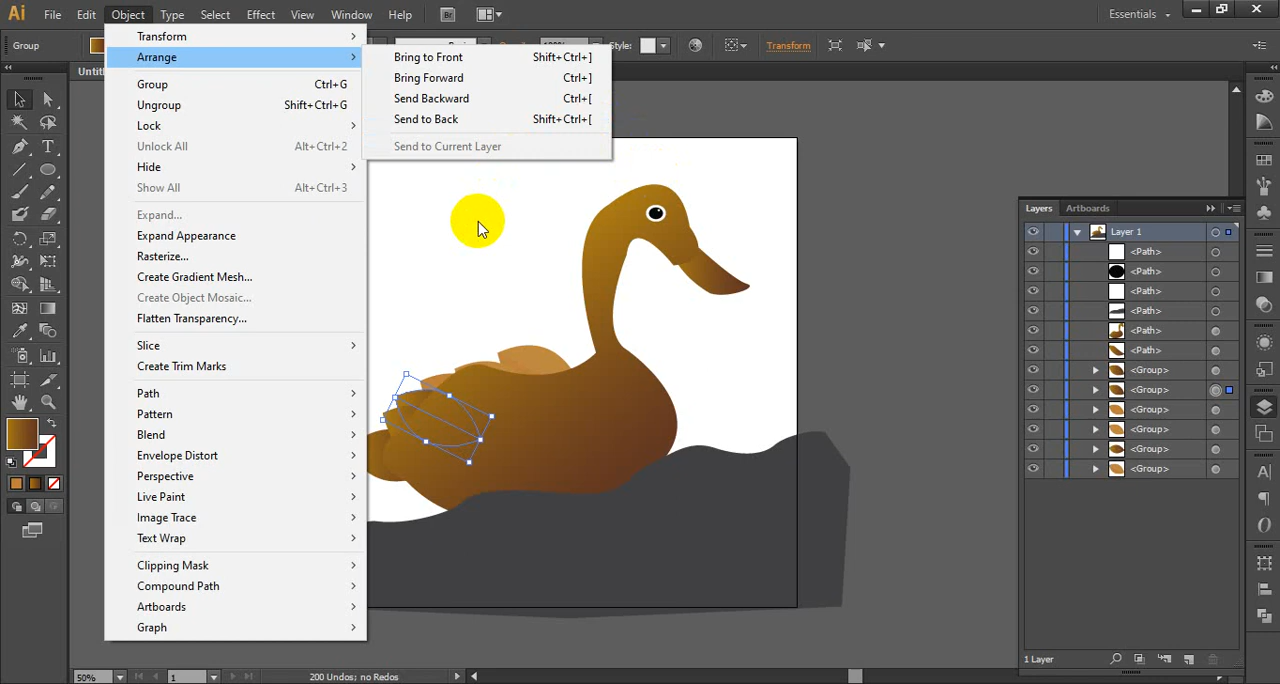 Ai File Edit Object Type Select Effect View Window Help Br Essentials
Group Style: Transform
Untit
Transform
Arrange
Group Ctrl+G
Ungroup Shift+Ctrl+G
Lock
Unlock All Alt+Ctrl+2
Hide
Show All Alt+Ctrl+3
Expand...
Expand Appearance
Rasterize...
Create Gradient Mesh...
Create Object Mosaic...
Flatten Transparency...
Slice
Create Trim Marks
Path
Pattern
Blend
Envelope Distort
Perspective
Live Paint
Image Trace
Text Wrap
Clipping Mask
Compound Path
Artboards
Graph
Bring to Front Shift+Ctrl+]
Bring Forward Ctrl+]
Send Backward Ctrl+[
Send to Back Shift+Ctrl+[
Send to Current Layer
Layers Artboards
Layer 1
<Path>
<Path>
<Path>
<Path>
<Path>
<Path>
<Group>
<Group>
<Group>
<Group>
<Group>
<Group>
1 Layer
50% 1 200 Undos; no Redos